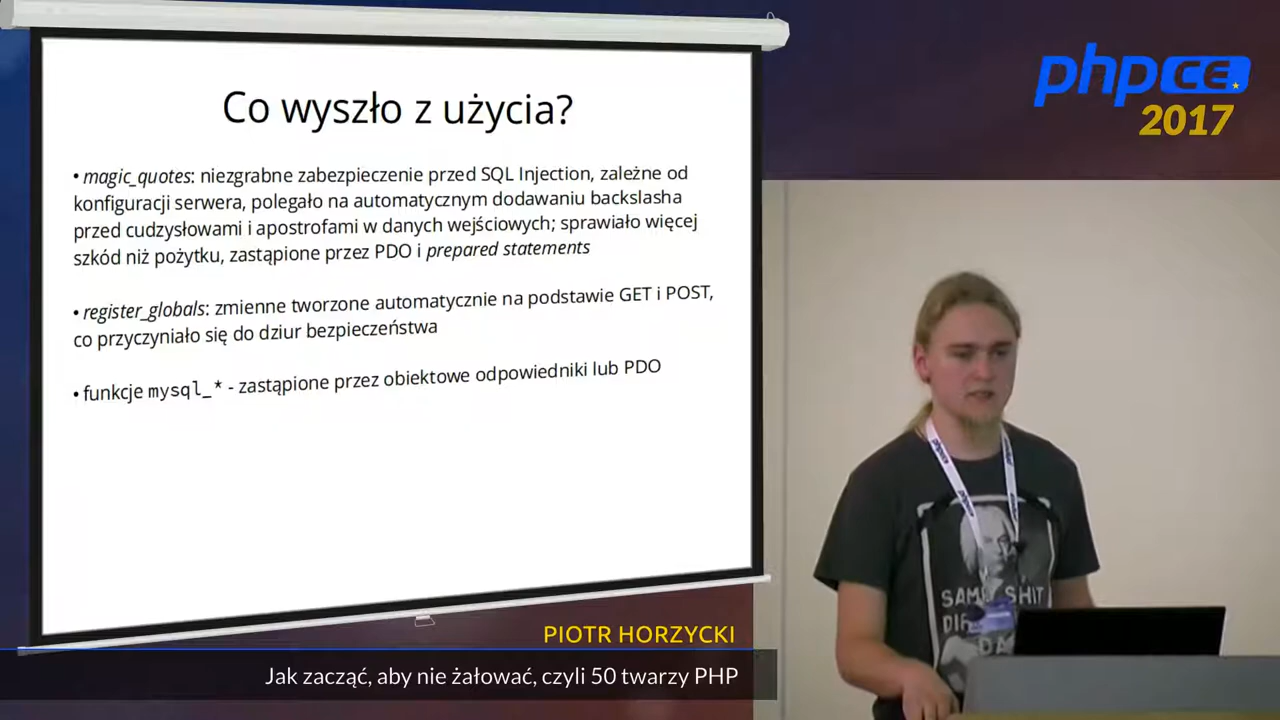 Co wyszło z użycia?
• magic_quotes: niezgrabne zabezpieczenie przed SQL Injection, zależne od
konfiguracji serwera, polegało na automatycznym dodawaniu backslasha
przed cudzysłowami i apostrofami w danych wejściowych; sprawiało więcej
szkód niż pożytku, zastąpione przez PDO i prepared statements
• register_globals: zmienne tworzone automatycznie na podstawie GET i POST,
co przyczyniało się do dziur bezpieczeństwa
• funkcje mysql_* - zastąpione przez obiektowe odpowiedniki lub PDO
phpCE
2017
SHIT
PIOTR HORZYCKI
Jak zacząć, aby nie żałować, czyli 50 twarzy PHP